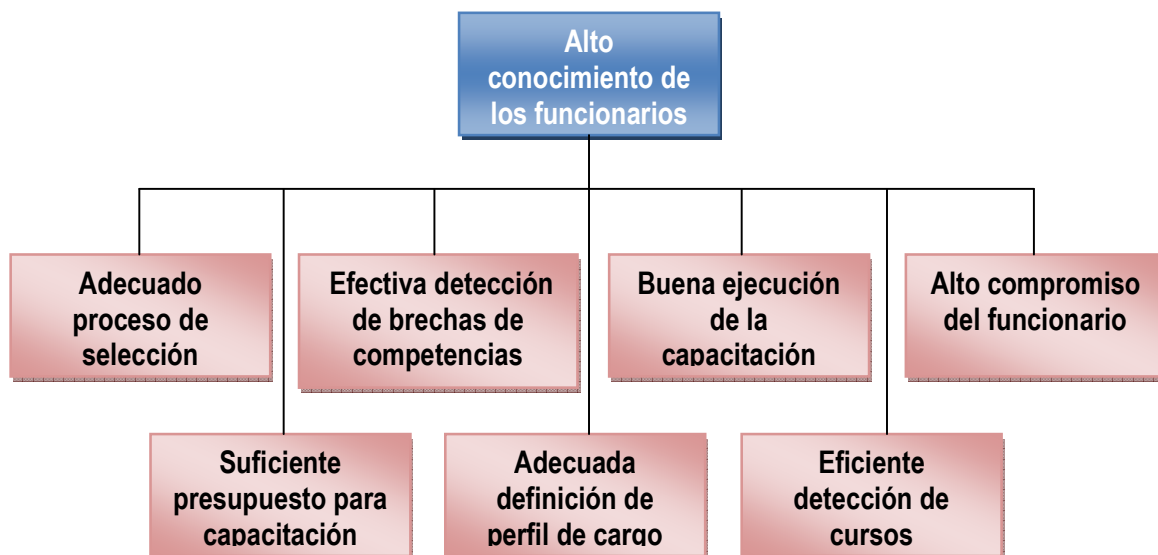 Alto
conocimiento de
los funcionarios
Adecuado
proceso de
selección
Efectiva detección
de brechas de
competencias
Buena ejecución
de la
capacitación
Alto compromiso
del funcionario
Suficiente
presupuesto para
capacitación
Adecuada
definición de
perfil de cargo
Eficiente
detección de
cursos